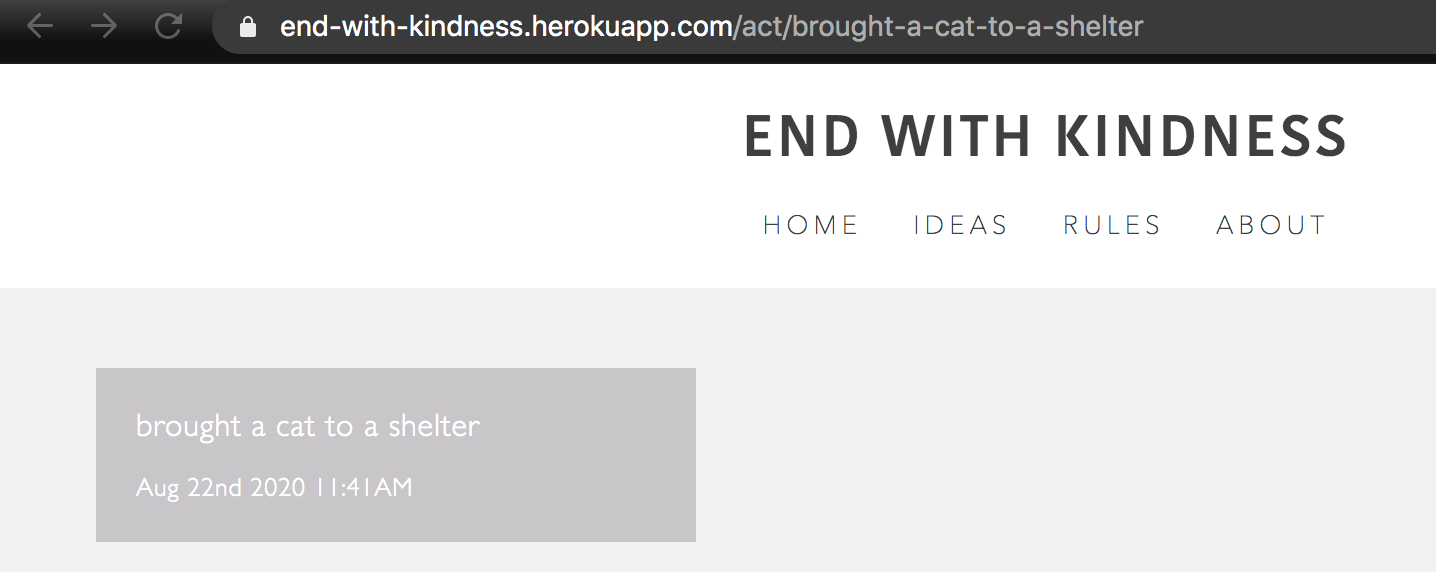 end-with-kindness.herokuapp.com/act/brought-a-cat-to-a-shelter
END WITH KINDNESS
HOME IDEAS RULES ABOUT
brought a cat to a shelter
Aug 22nd 2020 11:41AM